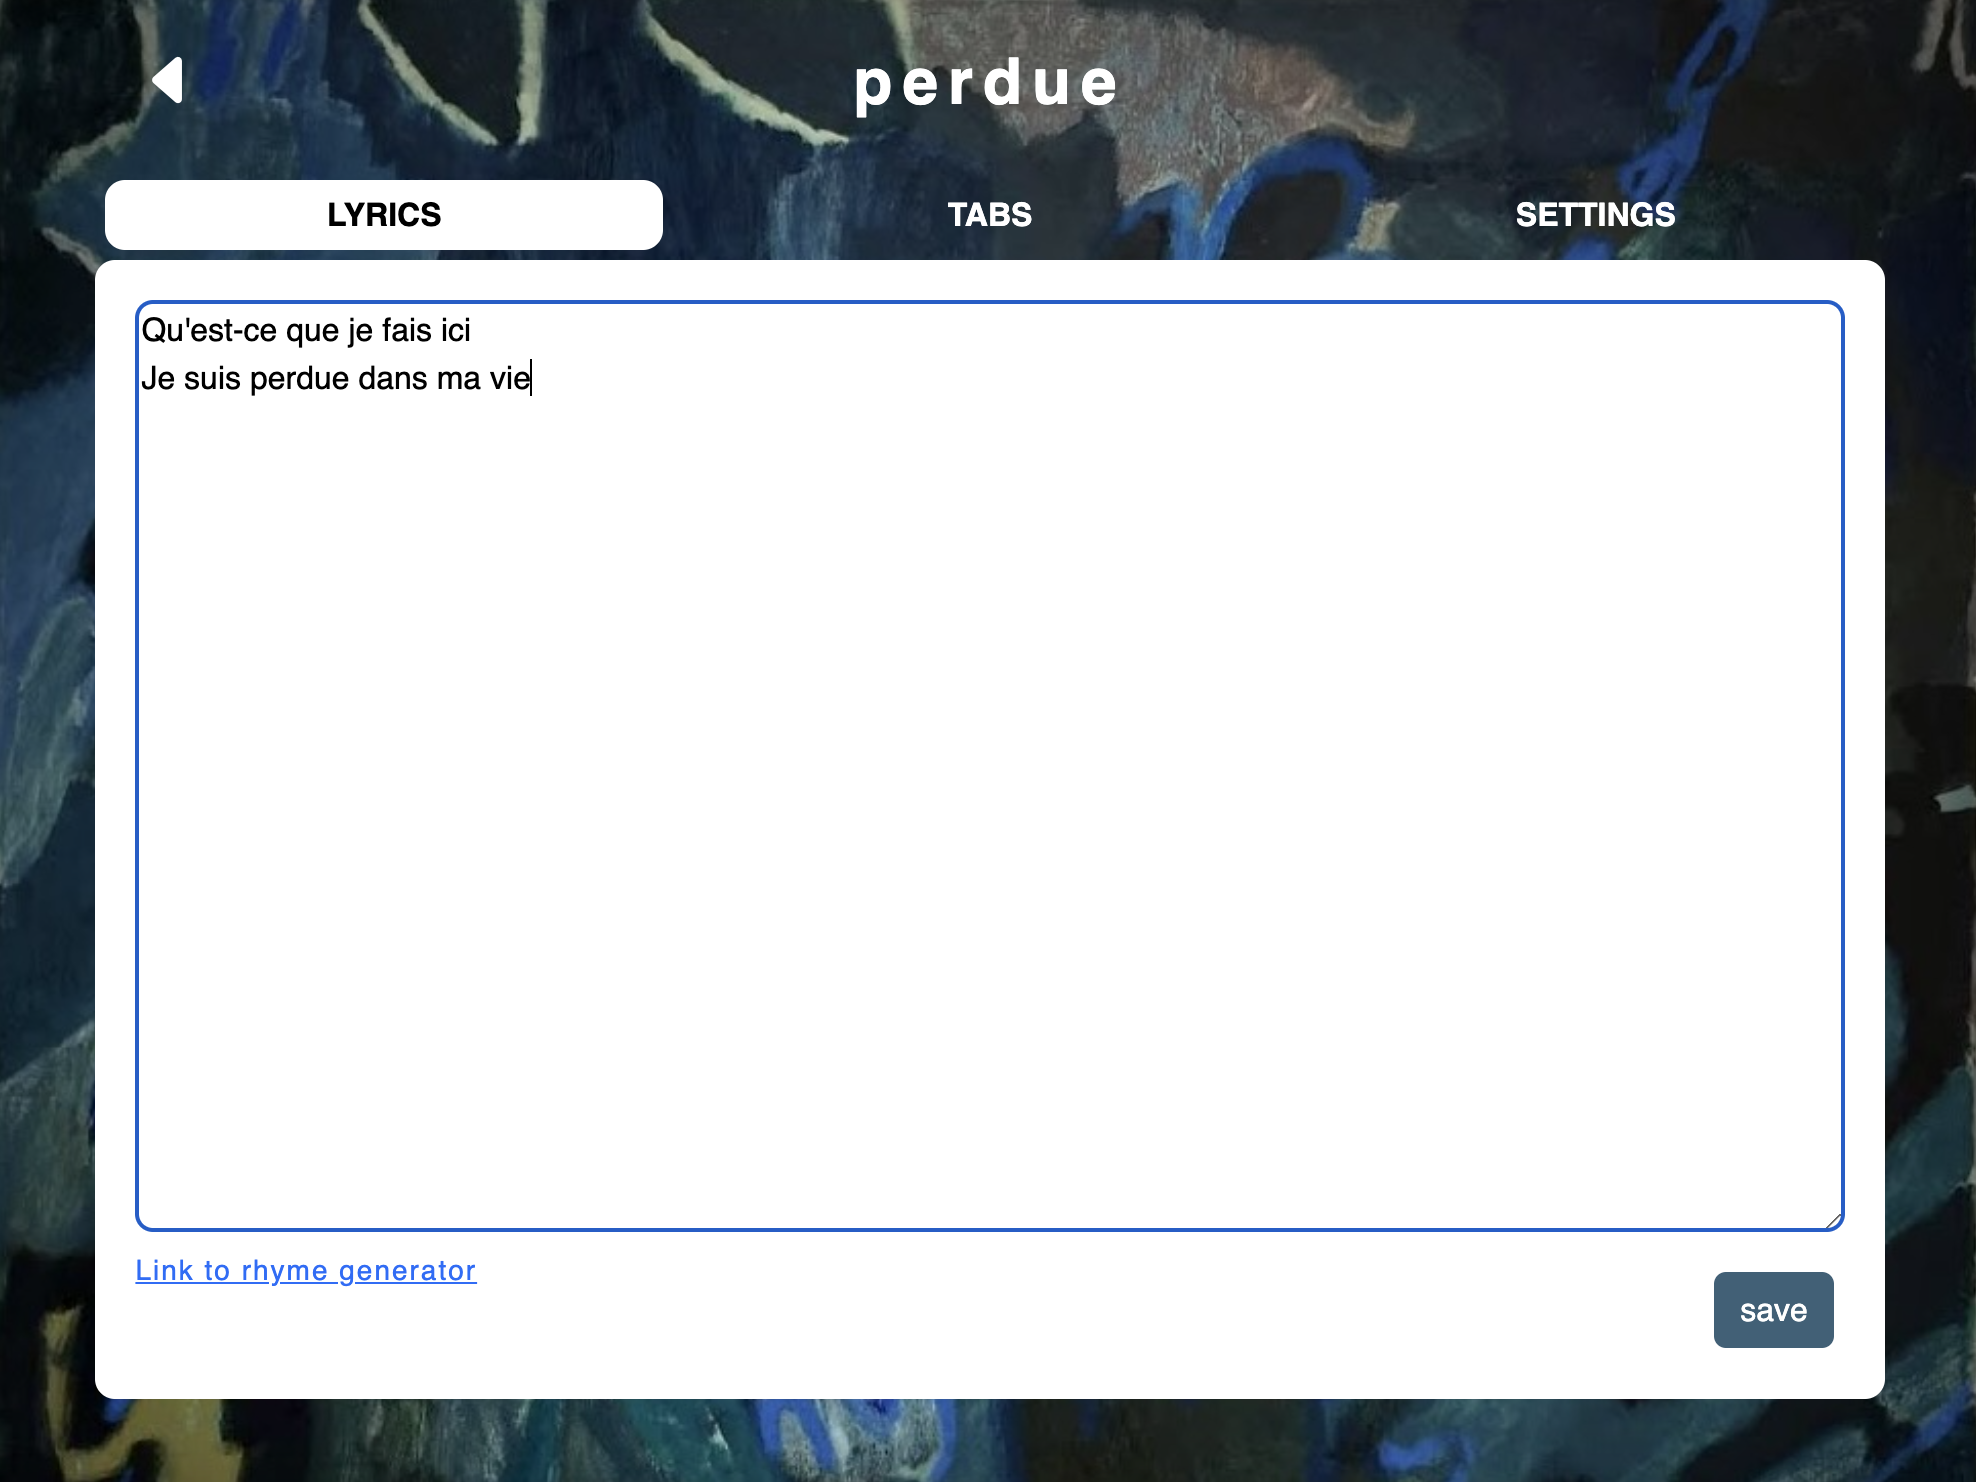 perdue
LYRICS
TABS
SETTINGS
Qu'est-ce que je fais ici
Je suis perdue dans ma vie
Link to rhyme generator
save